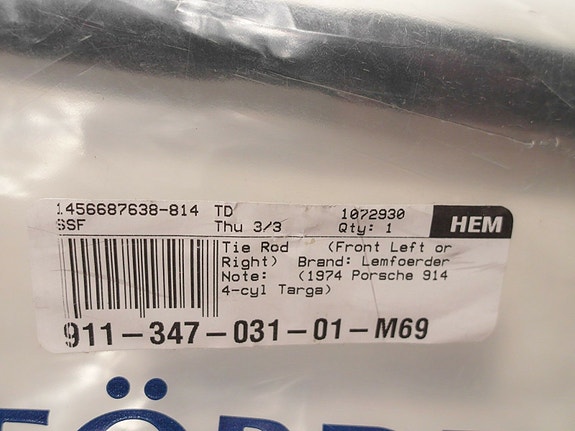 1456687638-814 TD 1072930
SSF Thu 3/3 Qty: 1 HEM
Tie Rod (Front Left or
Right) Brand: Lemfoerder
Note: (1974 Porsche 914
4-cyl Targa)
911-347-031-01-M69